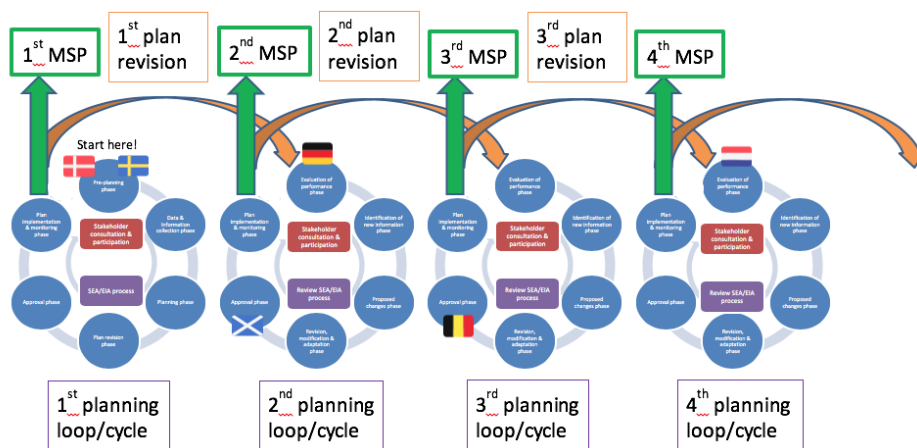 1st MSP
1st plan
revision
2nd MSP
2nd plan
revision
3rd MSP
3rd plan
revision
4th MSP
Start here!
Pre-planning
phase
Plan
implementation
& monitoring
phase
Stakeholder
consultation &
participation
Data &
Information
collection phase
SEA/EIA process
Approval phase
Planning phase
Plan revision
phase
Evaluation of
performance
phase
Plan
implementation
& monitoring
phase
Stakeholder
consultation &
participation
Identification of
new information
phase
Review SEA/EIA
process
Approval phase
Proposed
changes phase
Revision,
modification &
adaptation
phase
Evaluation of
performance
phase
Plan
implementation
& monitoring
phase
Stakeholder
consultation &
participation
Identification of
new information
phase
Review SEA/EIA
process
Approval phase
Proposed
changes phase
Revision,
modification &
adaptation
phase
Evaluation of
performance
phase
Plan
implementation
& monitoring
phase
Stakeholder
consultation &
participation
Identification of
new information
phase
Review SEA/EIA
process
Approval phase
Proposed
changes phase
Revision,
modification &
adaptation
phase
1st planning
loop/cycle
2nd planning
loop/cycle
3rd planning
loop/cycle
4th planning
loop/cycle